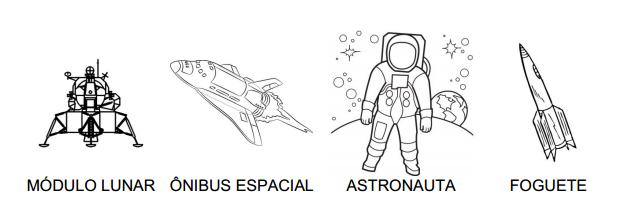 MÓDULO LUNAR ÔNIBUS ESPACIAL ASTRONAUTA FOGUETE